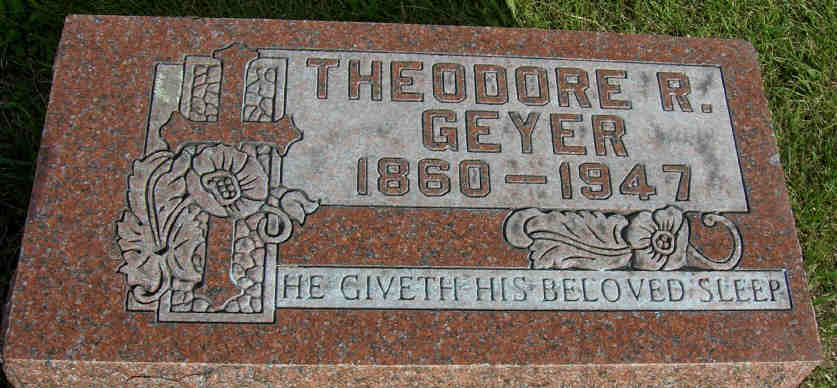 THEODORE R.
GEYER
1860 – 1947
HE GIVETH HIS BELOVED SLEEP